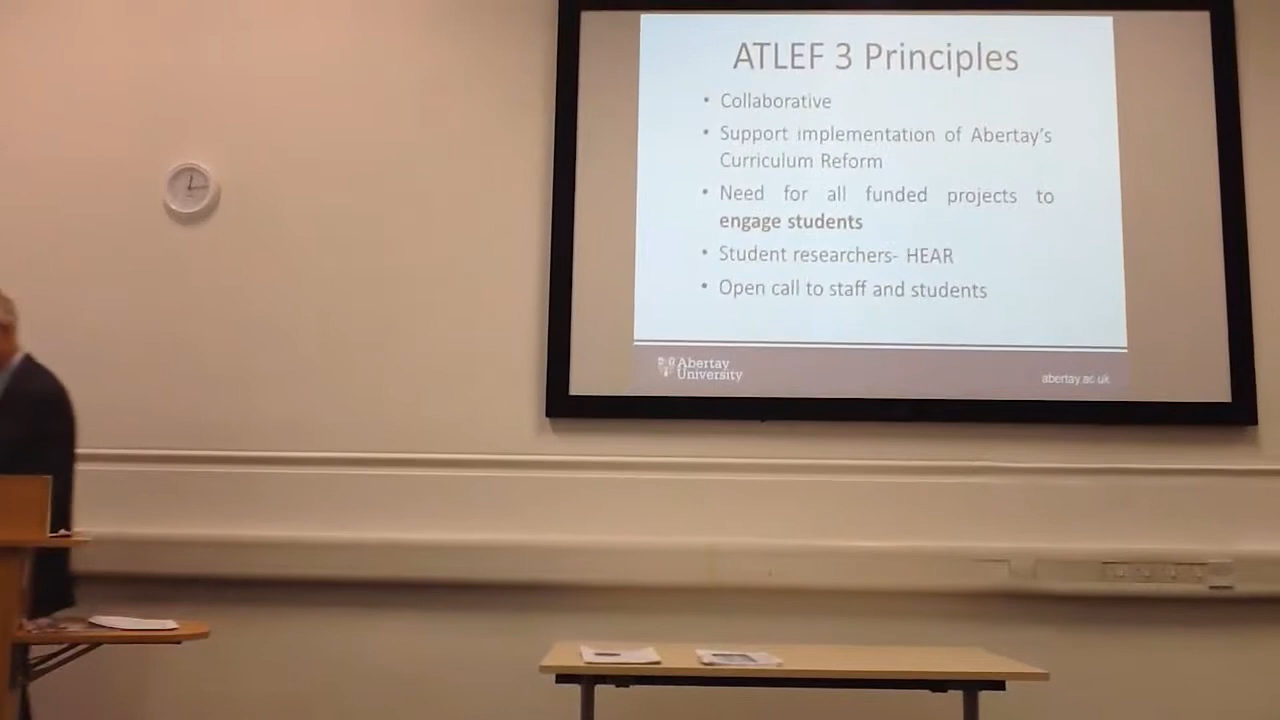 ATLEF 3 Principles
• Collaborative
• Support implementation of Abertay's
Curriculum Reform
• Need for all funded projects to
engage students
• Student researchers- HEAR
• Open call to staff and students
Abertay
University
abertay.ac.uk